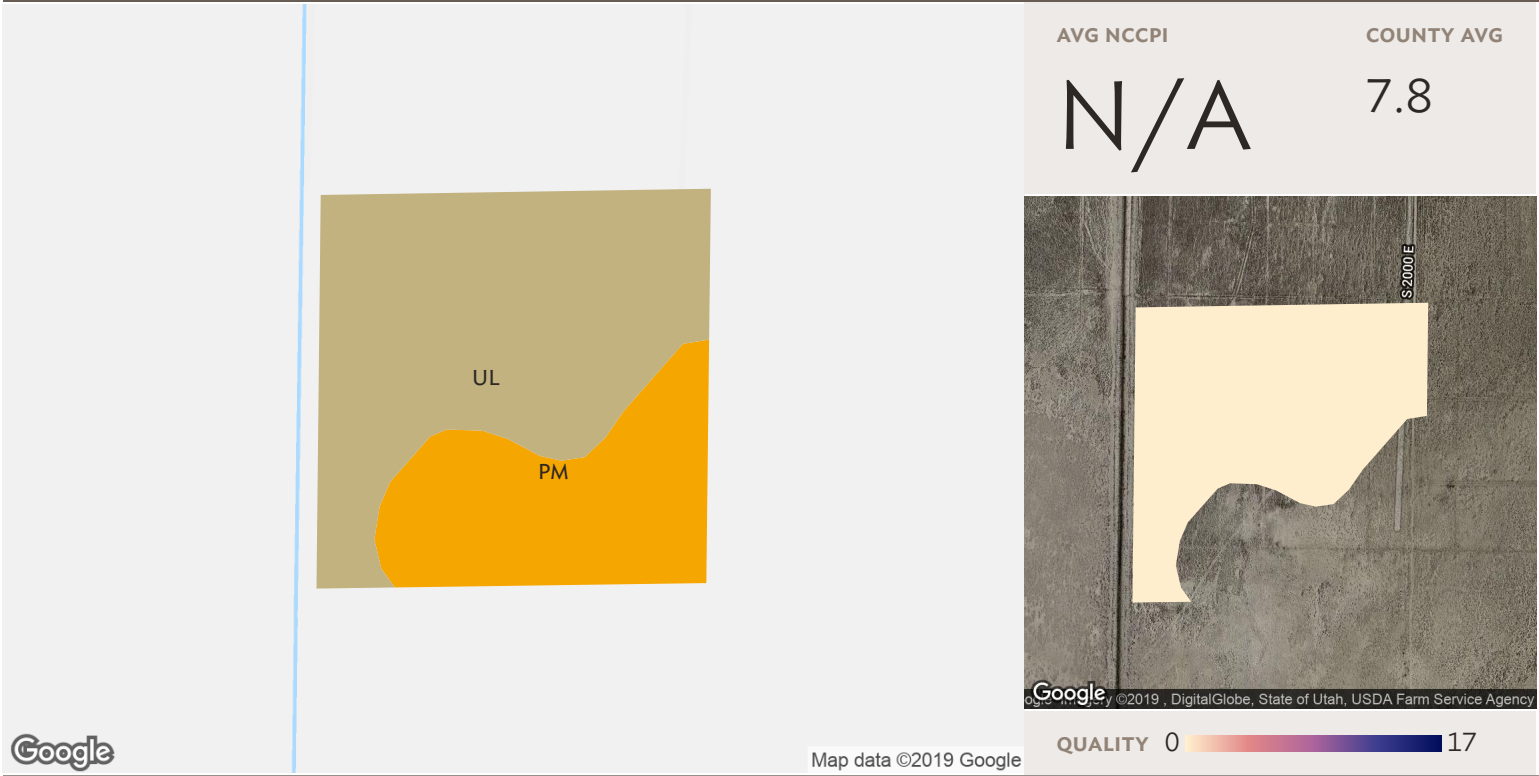 AVG NCCPI
COUNTY AVG
N/A
7.8
UL
PM
S 2000 E
Google
Map data ©2019 Google
Google
Imagery ©2019 , DigitalGlobe, State of Utah, USDA Farm Service Agency
QUALITY 0 17